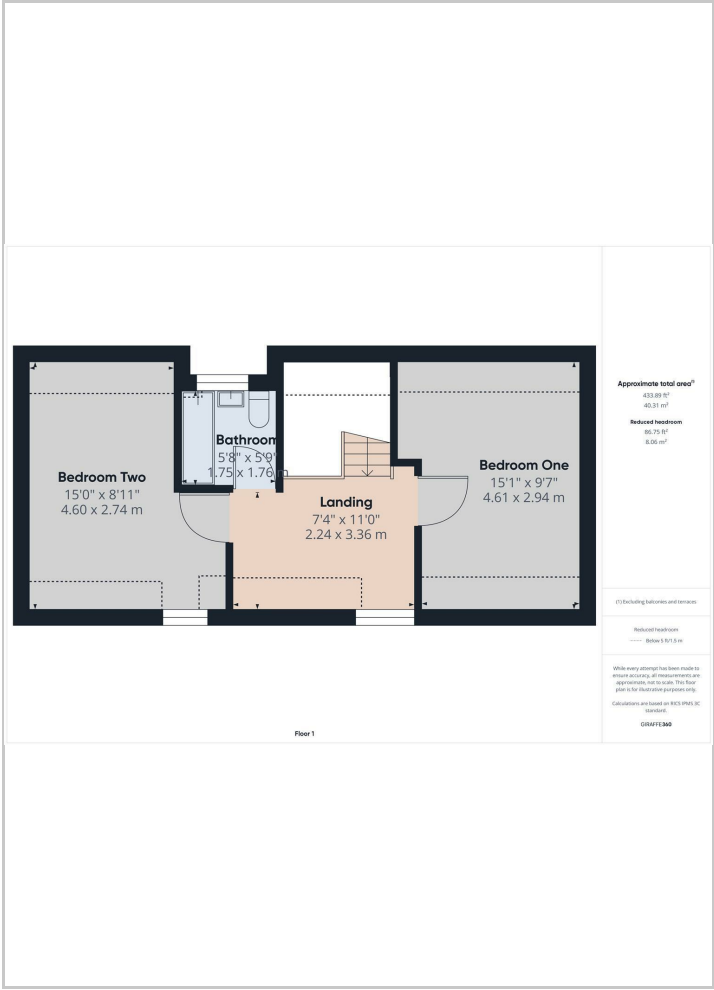 Bedroom Two
15'0" x 8'11"
4.60 x 2.74 m
Bathroom
5'8" x 5'9"
1.75 x 1.76 m
Landing
7'4" x 11'0"
2.24 x 3.36 m
Bedroom One
15'1" x 9'7"
4.61 x 2.94 m
Floor 1
Approximate total area(1)
433.89 ft²
40.31 m²
Reduced headroom
86.75 ft²
8.06 m²
(1) Excluding balconies and terraces
Reduced headroom
----- Below 5 ft/1.5 m
While every attempt has been made to
ensure accuracy, all measurements are
approximate, not to scale. This floor
plan is for illustrative purposes only.
Calculations are based on RICS IPMS 3C
standard.
GIRAFFE360